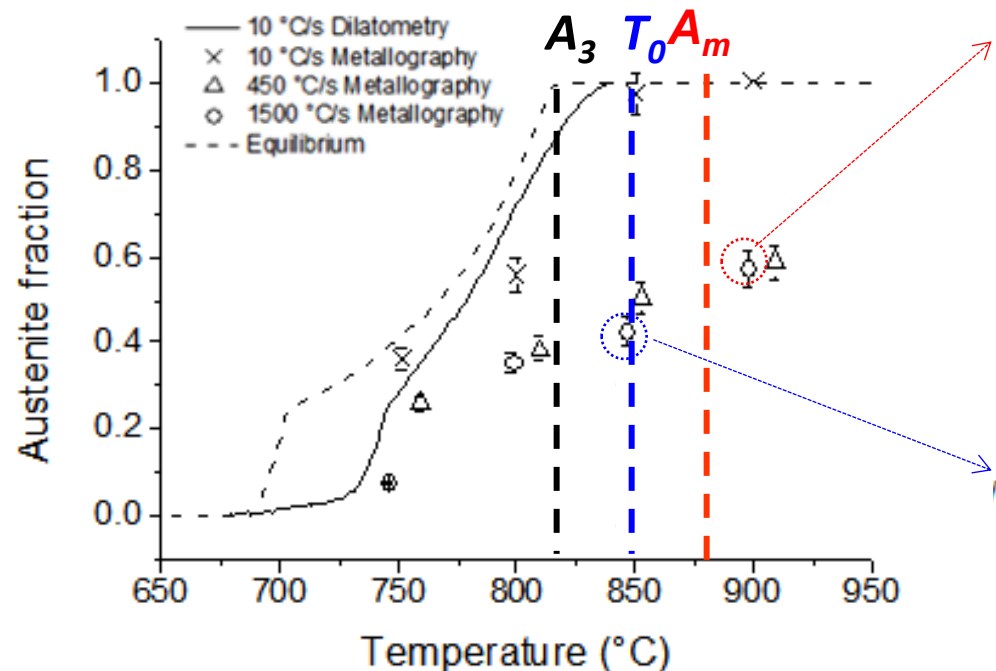 10 °C/s Dilatometry
10 °C/s Metallography
450 °C/s Metallography
1500 °C/s Metallography
Equilibrium
A3 T0 Am
1.0
0.8
0.6
0.4
0.2
0.0
Austenite fraction
650 700 750 800 850 900 950
Temperature (°C)